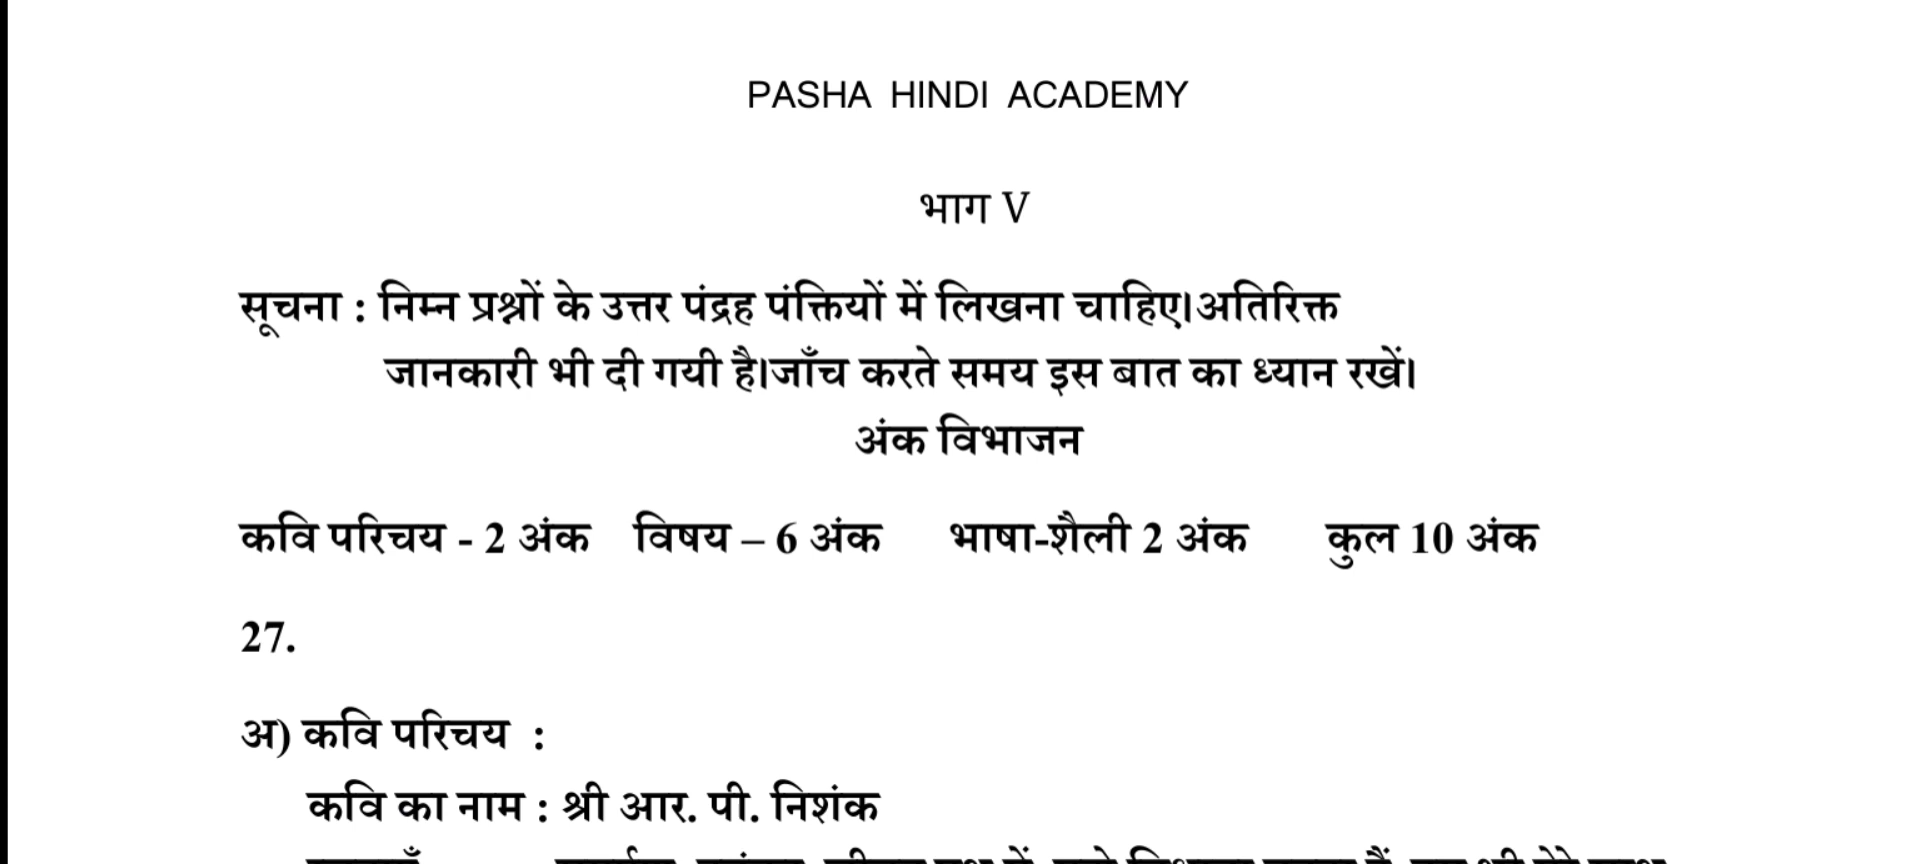 PASHA HINDI ACADEMY
भाग V
सूचना : निम्न प्रश्नों के उत्तर पंद्रह पंक्तियों में लिखना चाहिए।अतिरिक्त
जानकारी भी दी गयी है।जाँच करते समय इस बात का ध्यान रखें।
अंक विभाजन
कवि परिचय - 2 अंक विषय – 6 अंक भाषा-शैली 2 अंक कुल 10 अंक
27.
अ) कवि परिचय :
कवि का नाम : श्री आर. पी. निशंक